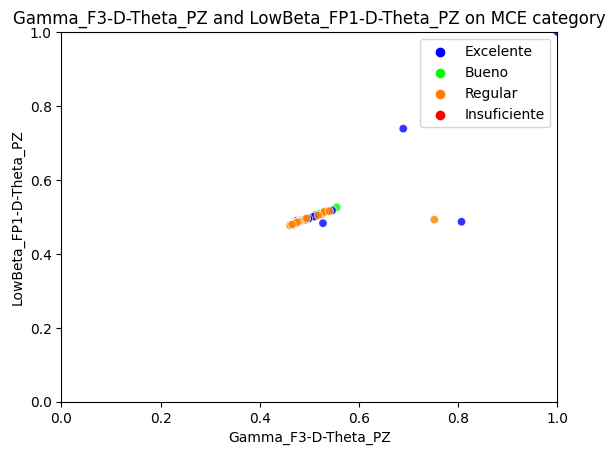 Gamma_F3-D-Theta_PZ and LowBeta_FP1-D-Theta_PZ on MCE category
1.0
0.8
0.6
0.4
0.2
0.0
LowBeta_FP1-D-Theta_PZ
Excelente
Bueno
Regular
Insuficiente
0.0 0.2 0.4 0.6 0.8 1.0
Gamma_F3-D-Theta_PZ